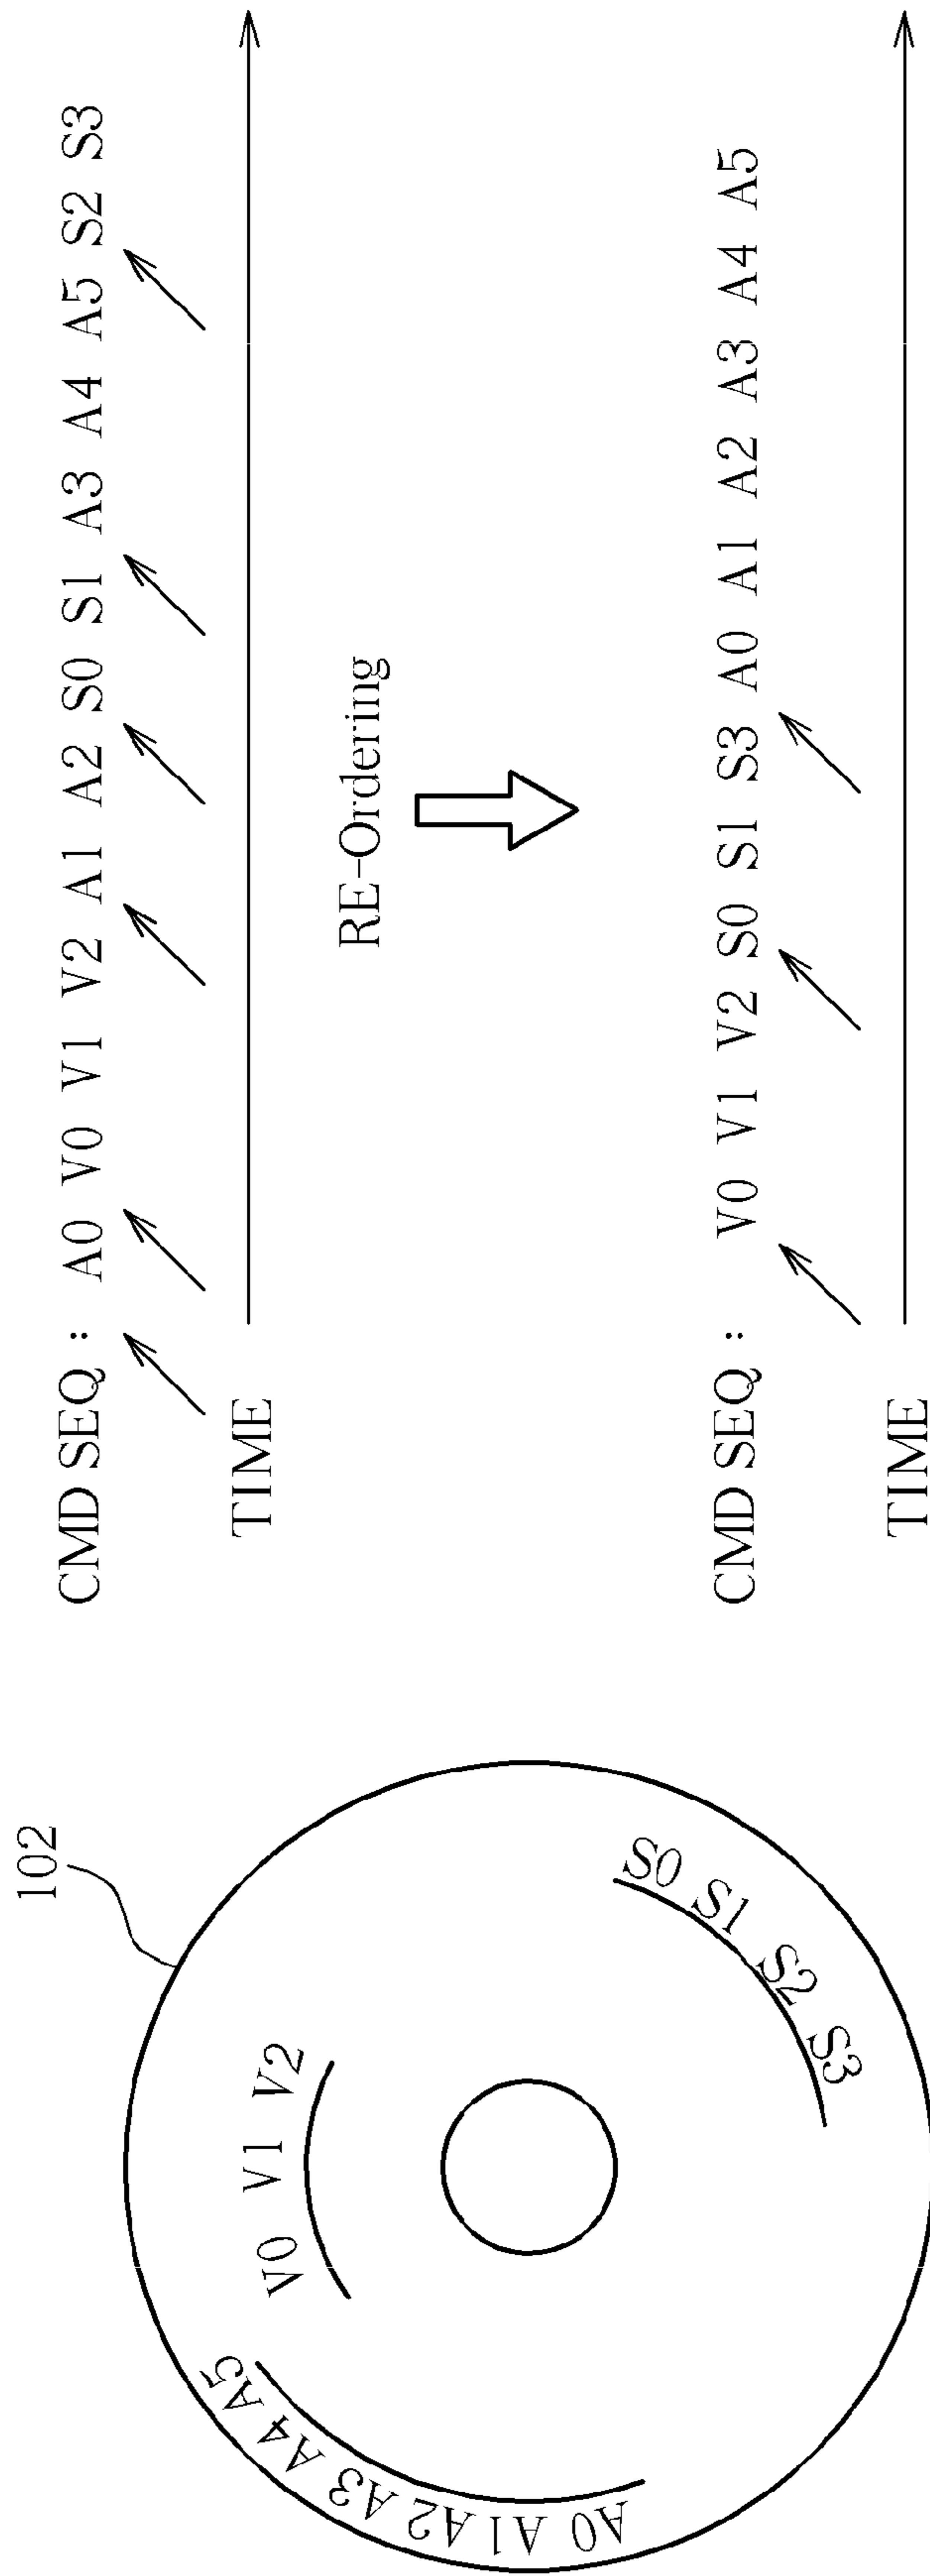 102
V0 V1 V2
A0 A1 A2 A3 A4 A5
S0 S1 S2 S3
CMD SEQ : A0 V0 V1 V2 A1 A2 S0 S1 A3 A4 A5 S2 S3
TIME
RE-Ordering
CMD SEQ : V0 V1 V2 S0 S1 S3 A0 A1 A2 A3 A4 A5
TIME